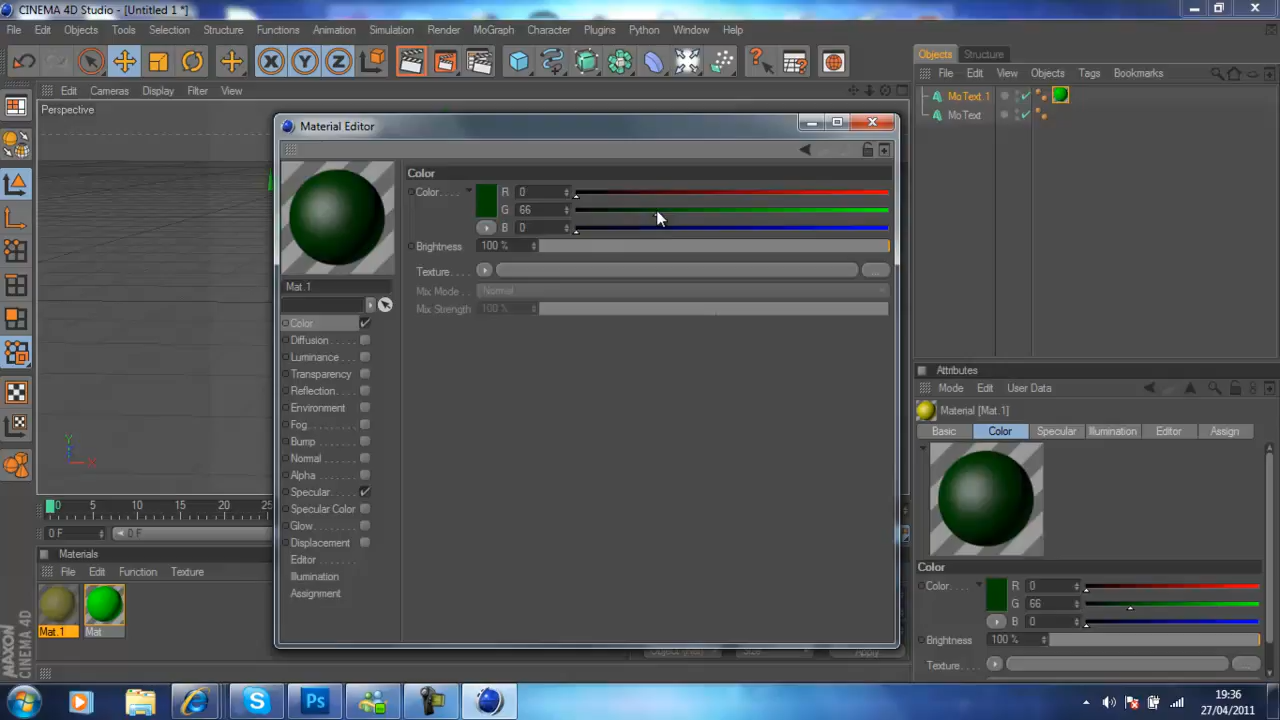 CINEMA 4D Studio - [Untitled 1 *]
File Edit Objects Tools Selection Structure Functions Animation Simulation Render MoGraph Character Plugins Script Window Help
Objects Structure
File Edit View Objects Tags Bookmarks
MoText.1
MoText
Edit Cameras Display Filter View
Perspective
Material Editor
Color
Color. . . . R 0
G 66
B 0
Brightness 100 %
Texture. . . .
Mix Mode . . Normal
Mix Strength 100 %
Mat.1
Color
Diffusion
Luminance
Transparency
Reflection
Environment
Fog
Bump
Normal
Alpha
Specular
Specular Color
Glow
Displacement
Editor
Illumination
Assignment
Y
X
0 5 10 15 20 25
0 F 0 F
Materials
File Edit Function Texture
Mat.1 Mat
MAXON
CINEMA 4D
Size Apply
Attributes
Mode Edit User Data
Material [Mat.1]
Basic Color Specular Illumination Editor Assign
Color
Color. . . . R 0
G 66
B 0
Brightness 100 %
Texture
Ps
19:36
27/04/2011